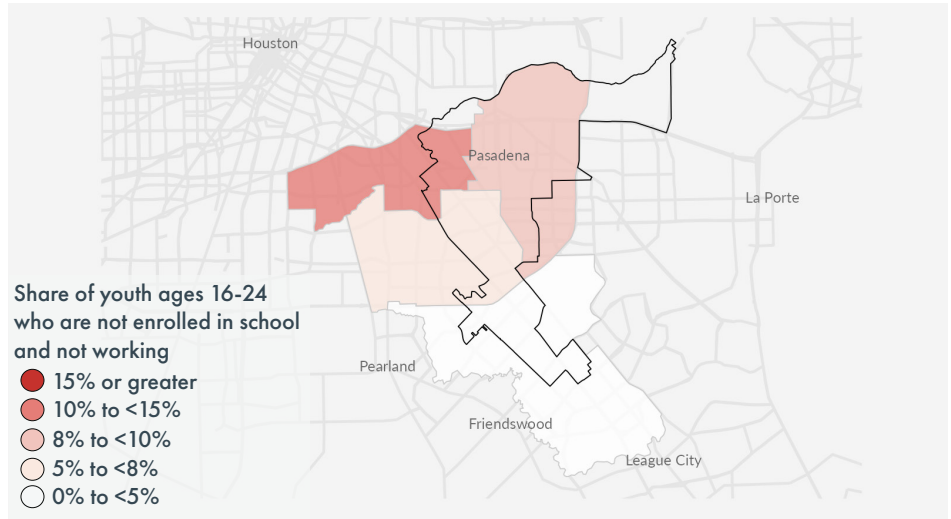 Houston
Pasadena
La Porte
Share of youth ages 16-24
who are not enrolled in school
and not working
15% or greater
10% to <15%
8% to <10%
5% to <8%
0% to <5%
Pearland
Friendswood
League City